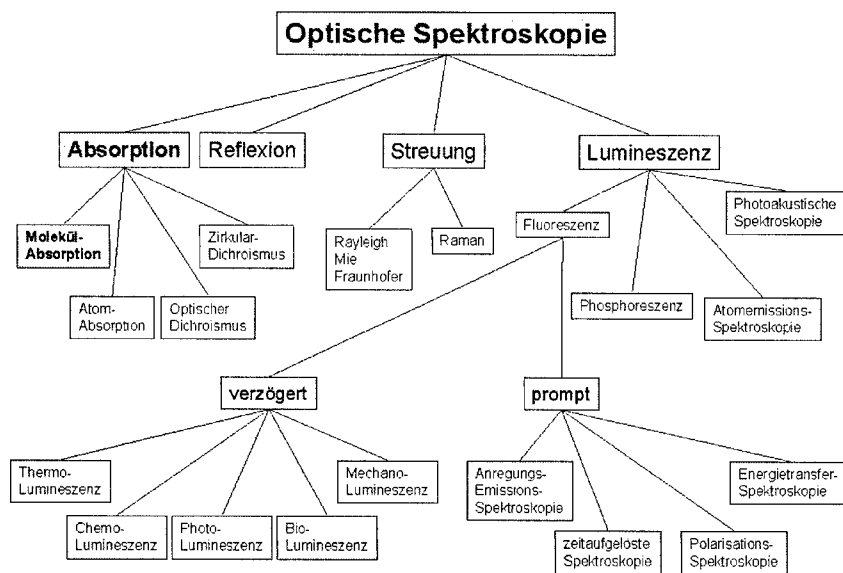 Optische Spektroskopie
Absorption
Reflexion
Streuung
Lumineszenz
Molekül-
Absorption
Zirkular-
Dichroismus
Atom-
Absorption
Optischer
Dichroismus
Rayleigh
Mie
Fraunhofer
Raman
Fluoreszenz
Photoakustische
Spektroskopie
Phosphoreszenz
Atomemissions-
Spektroskopie
verzögert
prompt
Thermo-
Lumineszenz
Chemo-
Lumineszenz
Photo-
Lumineszenz
Bio-
Lumineszenz
Mechano-
Lumineszenz
Anregungs-
Emissions-
Spektroskopie
zeitaufgelöste
Spektroskopie
Polarisations-
Spektroskopie
Energietransfer-
Spektroskopie